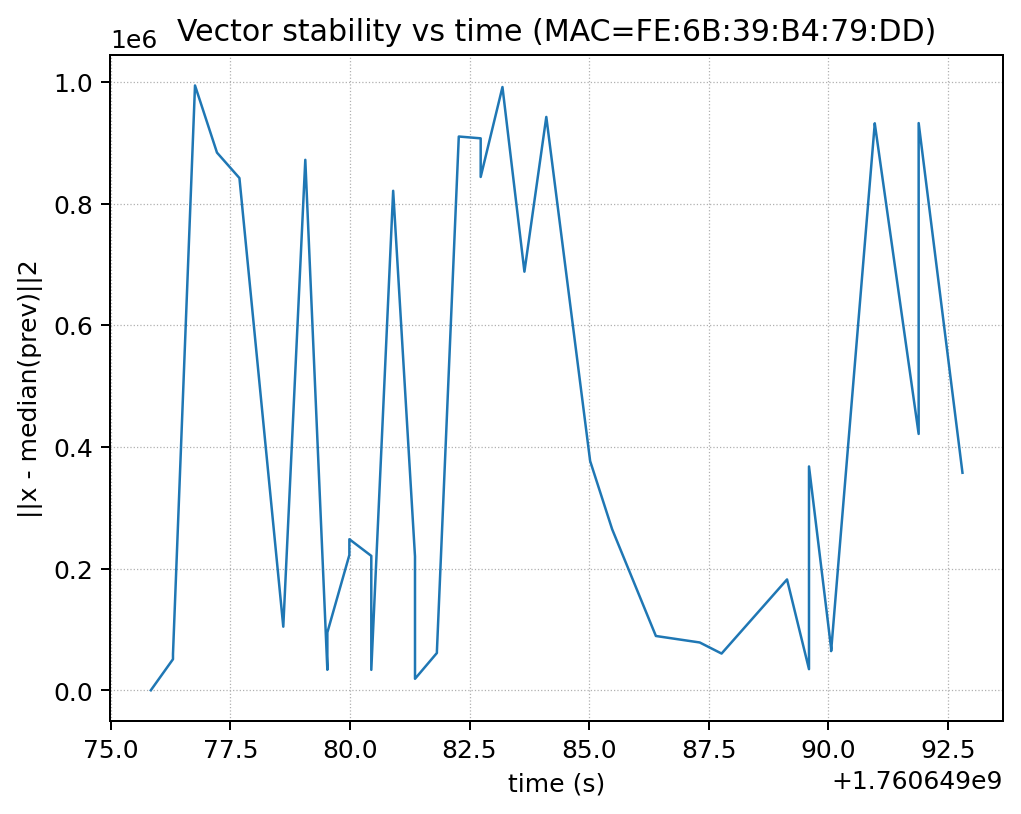 Vector stability vs time (MAC=FE:6B:39:B4:79:DD)
1e6
1.0
0.8
0.6
0.4
0.2
0.0
||x - median(prev)||2
75.0 77.5 80.0 82.5 85.0 87.5 90.0 92.5
time (s)
+1.760649e9